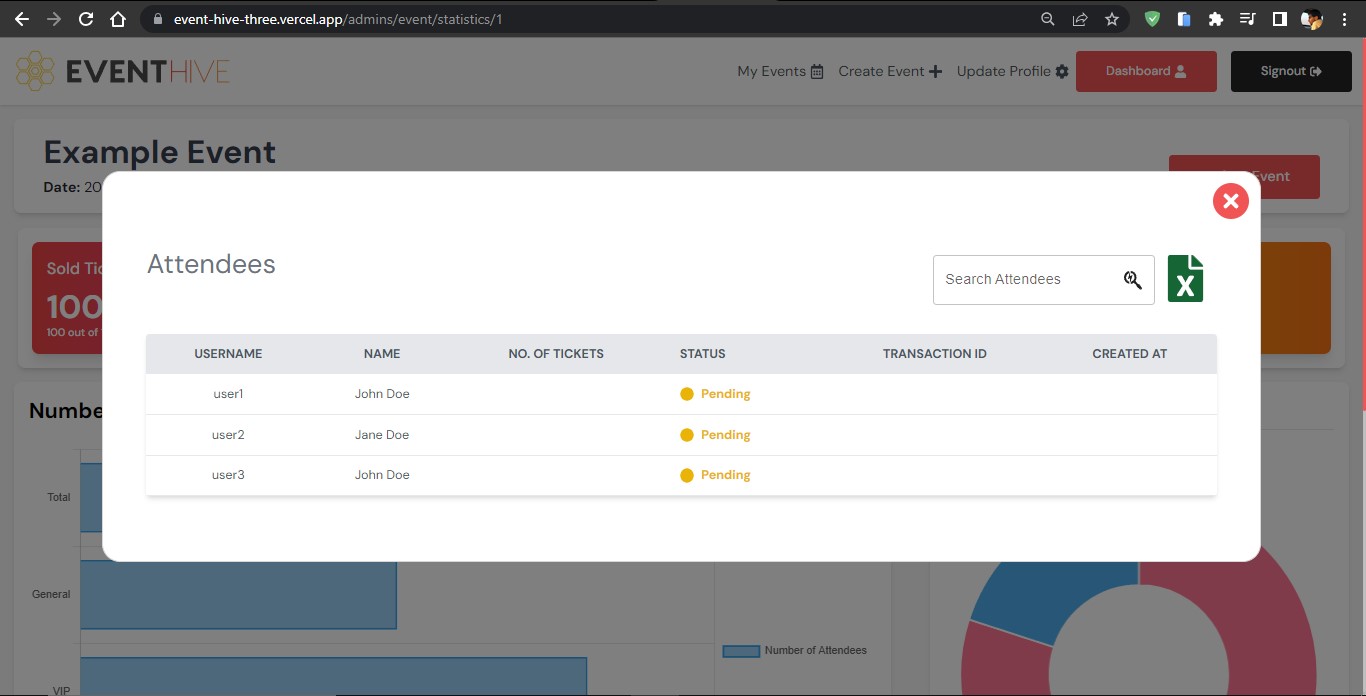 event-hive-three.vercel.app/admins/event/statistics/1
EVENTHIVE
My Events Create Event Update Profile Dashboard Signout
Example Event
Date: 20
Event
Attendees
Search Attendees
X
Sold Tic
100
100 out of
USERNAME NAME NO. OF TICKETS STATUS TRANSACTION ID CREATED AT
user1 John Doe Pending
user2 Jane Doe Pending
user3 John Doe Pending
Numbe
Total
General
VIP
Number of Attendees